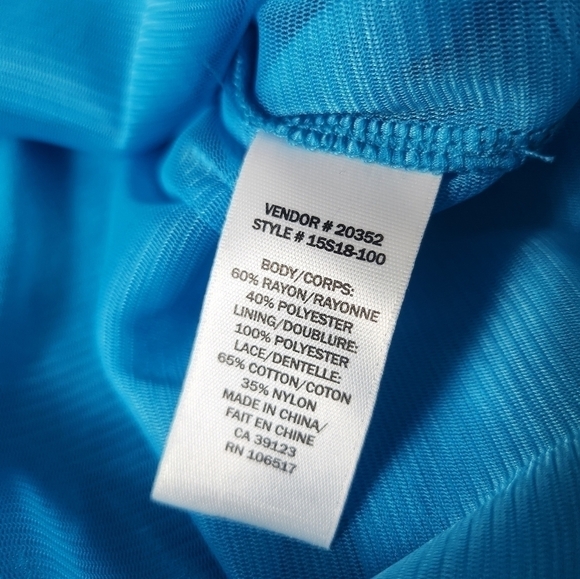 VENDOR # 20352
STYLE # 15S18-100
BODY/CORPS:
60% RAYON/RAYONNE
40% POLYESTER
LINING/DOUBLURE:
100% POLYESTER
LACE/DENTELLE:
65% COTTON/COTON
35% NYLON
MADE IN CHINA/
FAIT EN CHINE
CA 39123
RN 106517